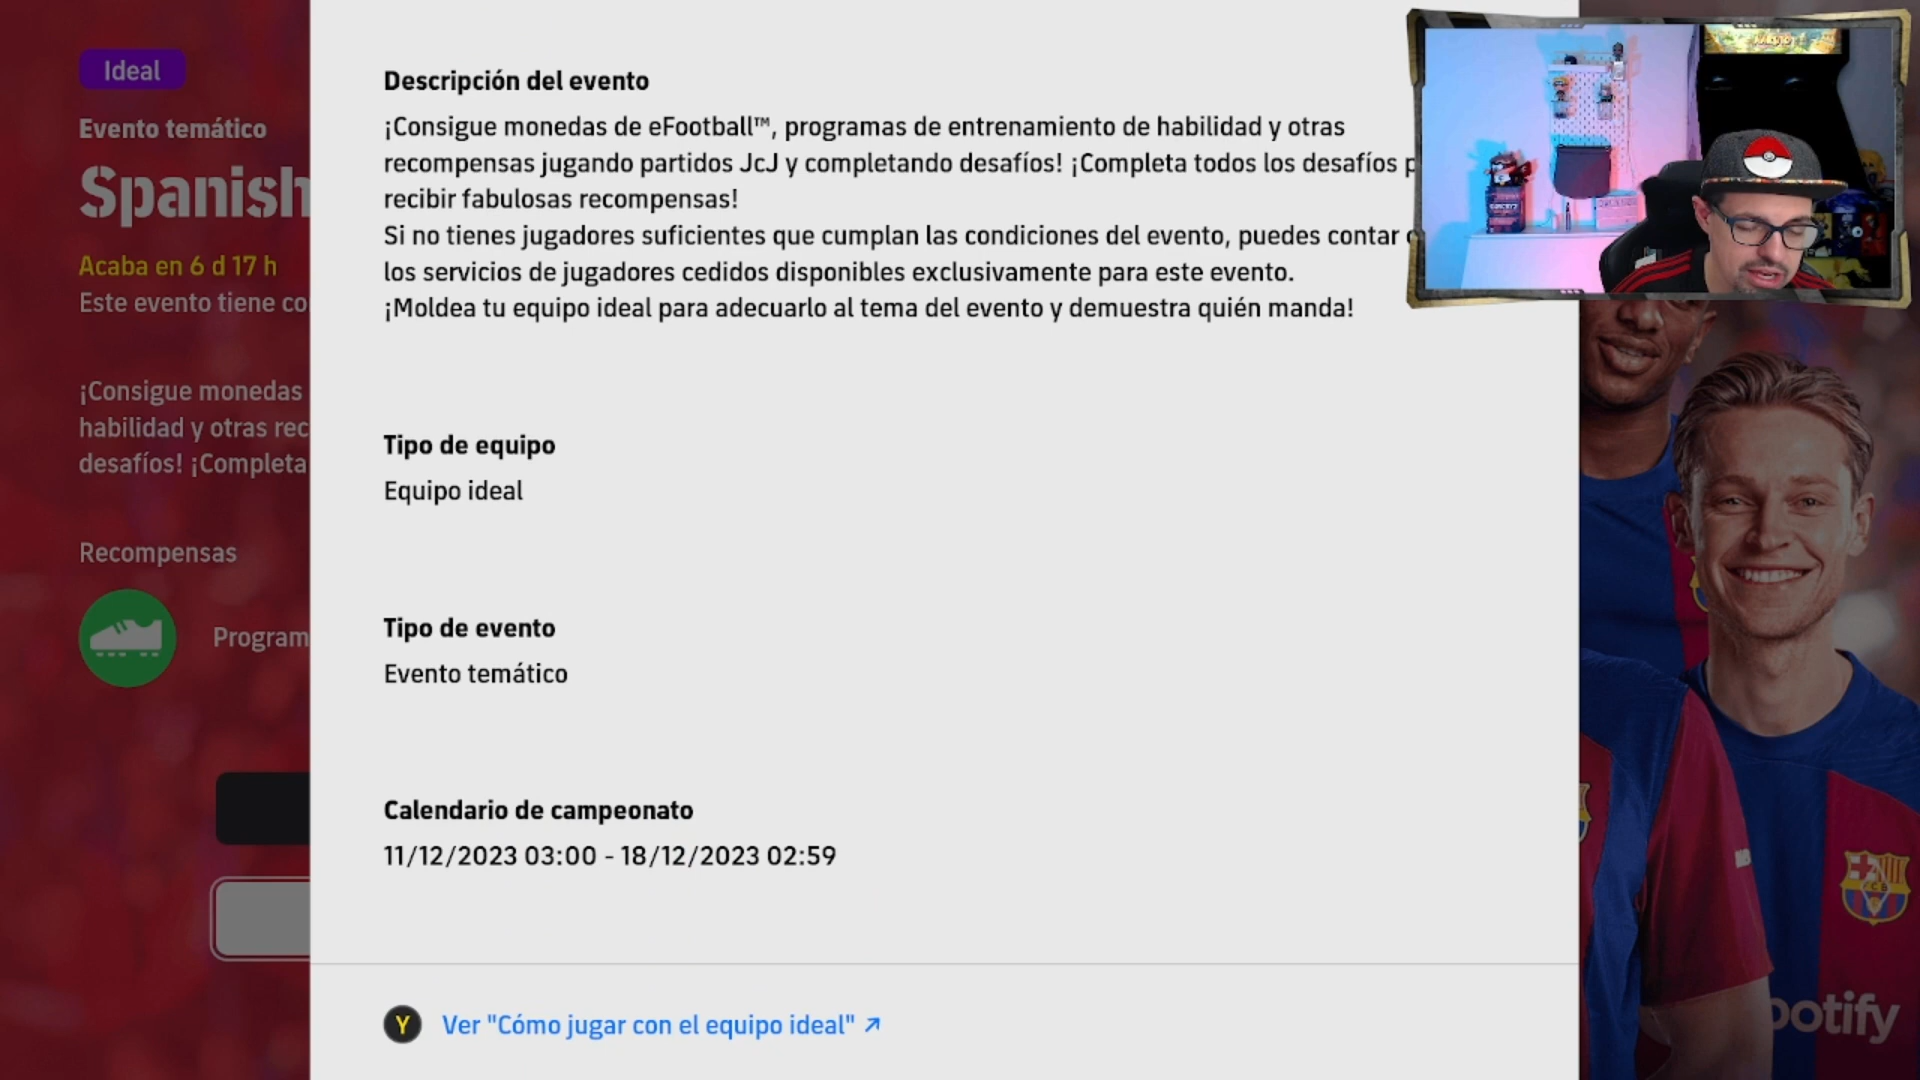 Ideal
Evento temático
Spanish
Acaba en 6 d 17 h
Este evento tiene co
¡Consigue monedas
habilidad y otras rec
desafíos! ¡Completa
Recompensas
Program
Descripción del evento
¡Consigue monedas de eFootball™, programas de entrenamiento de habilidad y otras
recompensas jugando partidos JcJ y completando desafíos! ¡Completa todos los desafíos p
recibir fabulosas recompensas!
Si no tienes jugadores suficientes que cumplan las condiciones del evento, puedes contar
los servicios de jugadores cedidos disponibles exclusivamente para este evento.
¡Moldea tu equipo ideal para adecuarlo al tema del evento y demuestra quién manda!
Tipo de equipo
Equipo ideal
Tipo de evento
Evento temático
Calendario de campeonato
11/12/2023 03:00 - 18/12/2023 02:59
Y Ver "Cómo jugar con el equipo ideal" ↗
potify